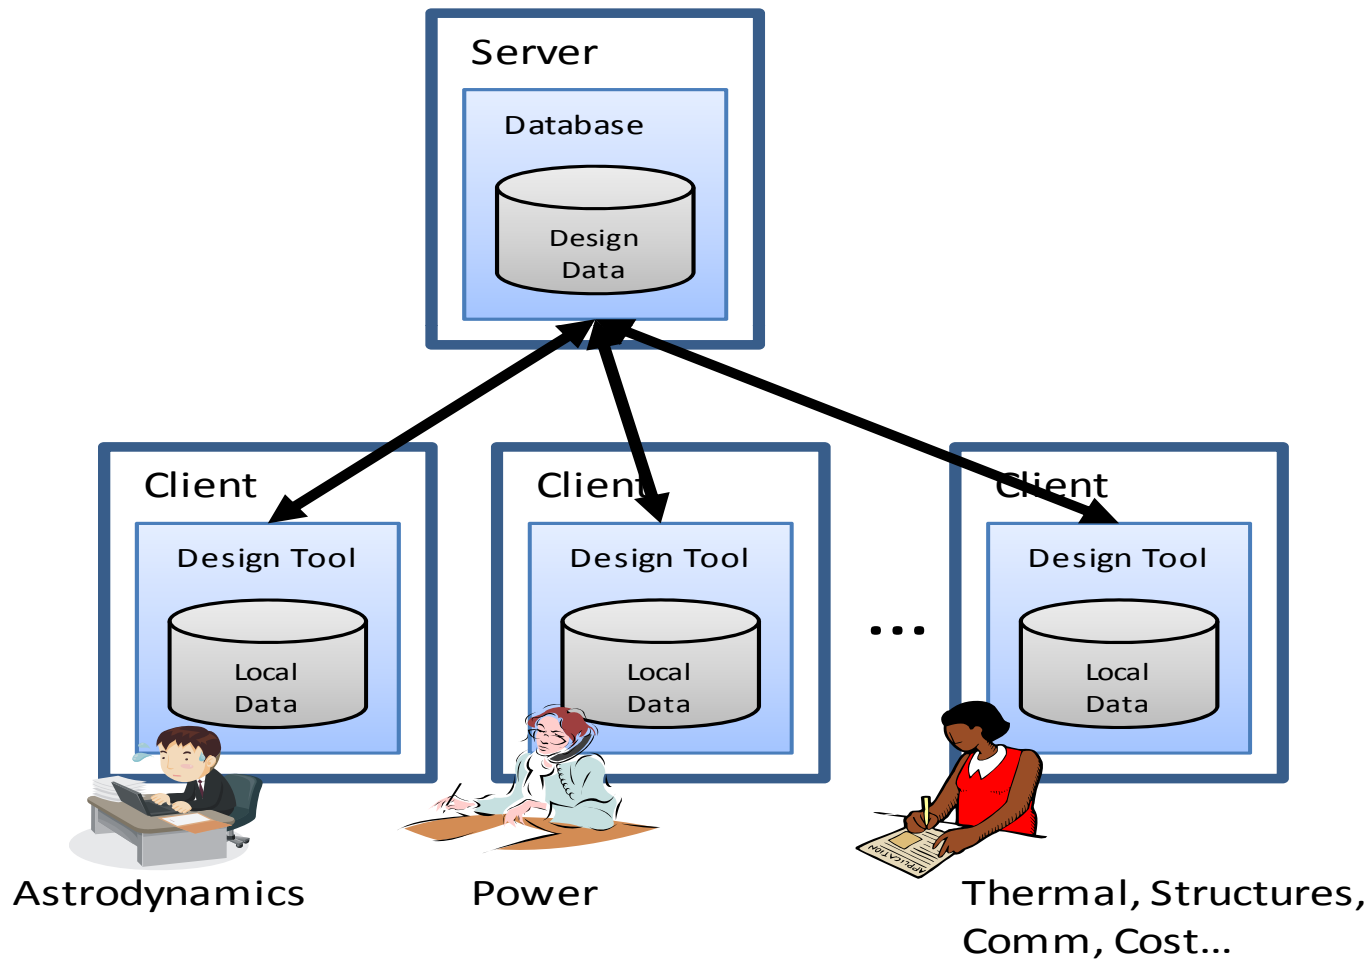 Server
Database
Design
Data
Client
Client
Client
Design Tool
Design Tool
Design Tool
...
Local
Data
Local
Data
Local
Data
APPLICATION
Astrodynamics
Power
Thermal, Structures,
Comm, Cost...